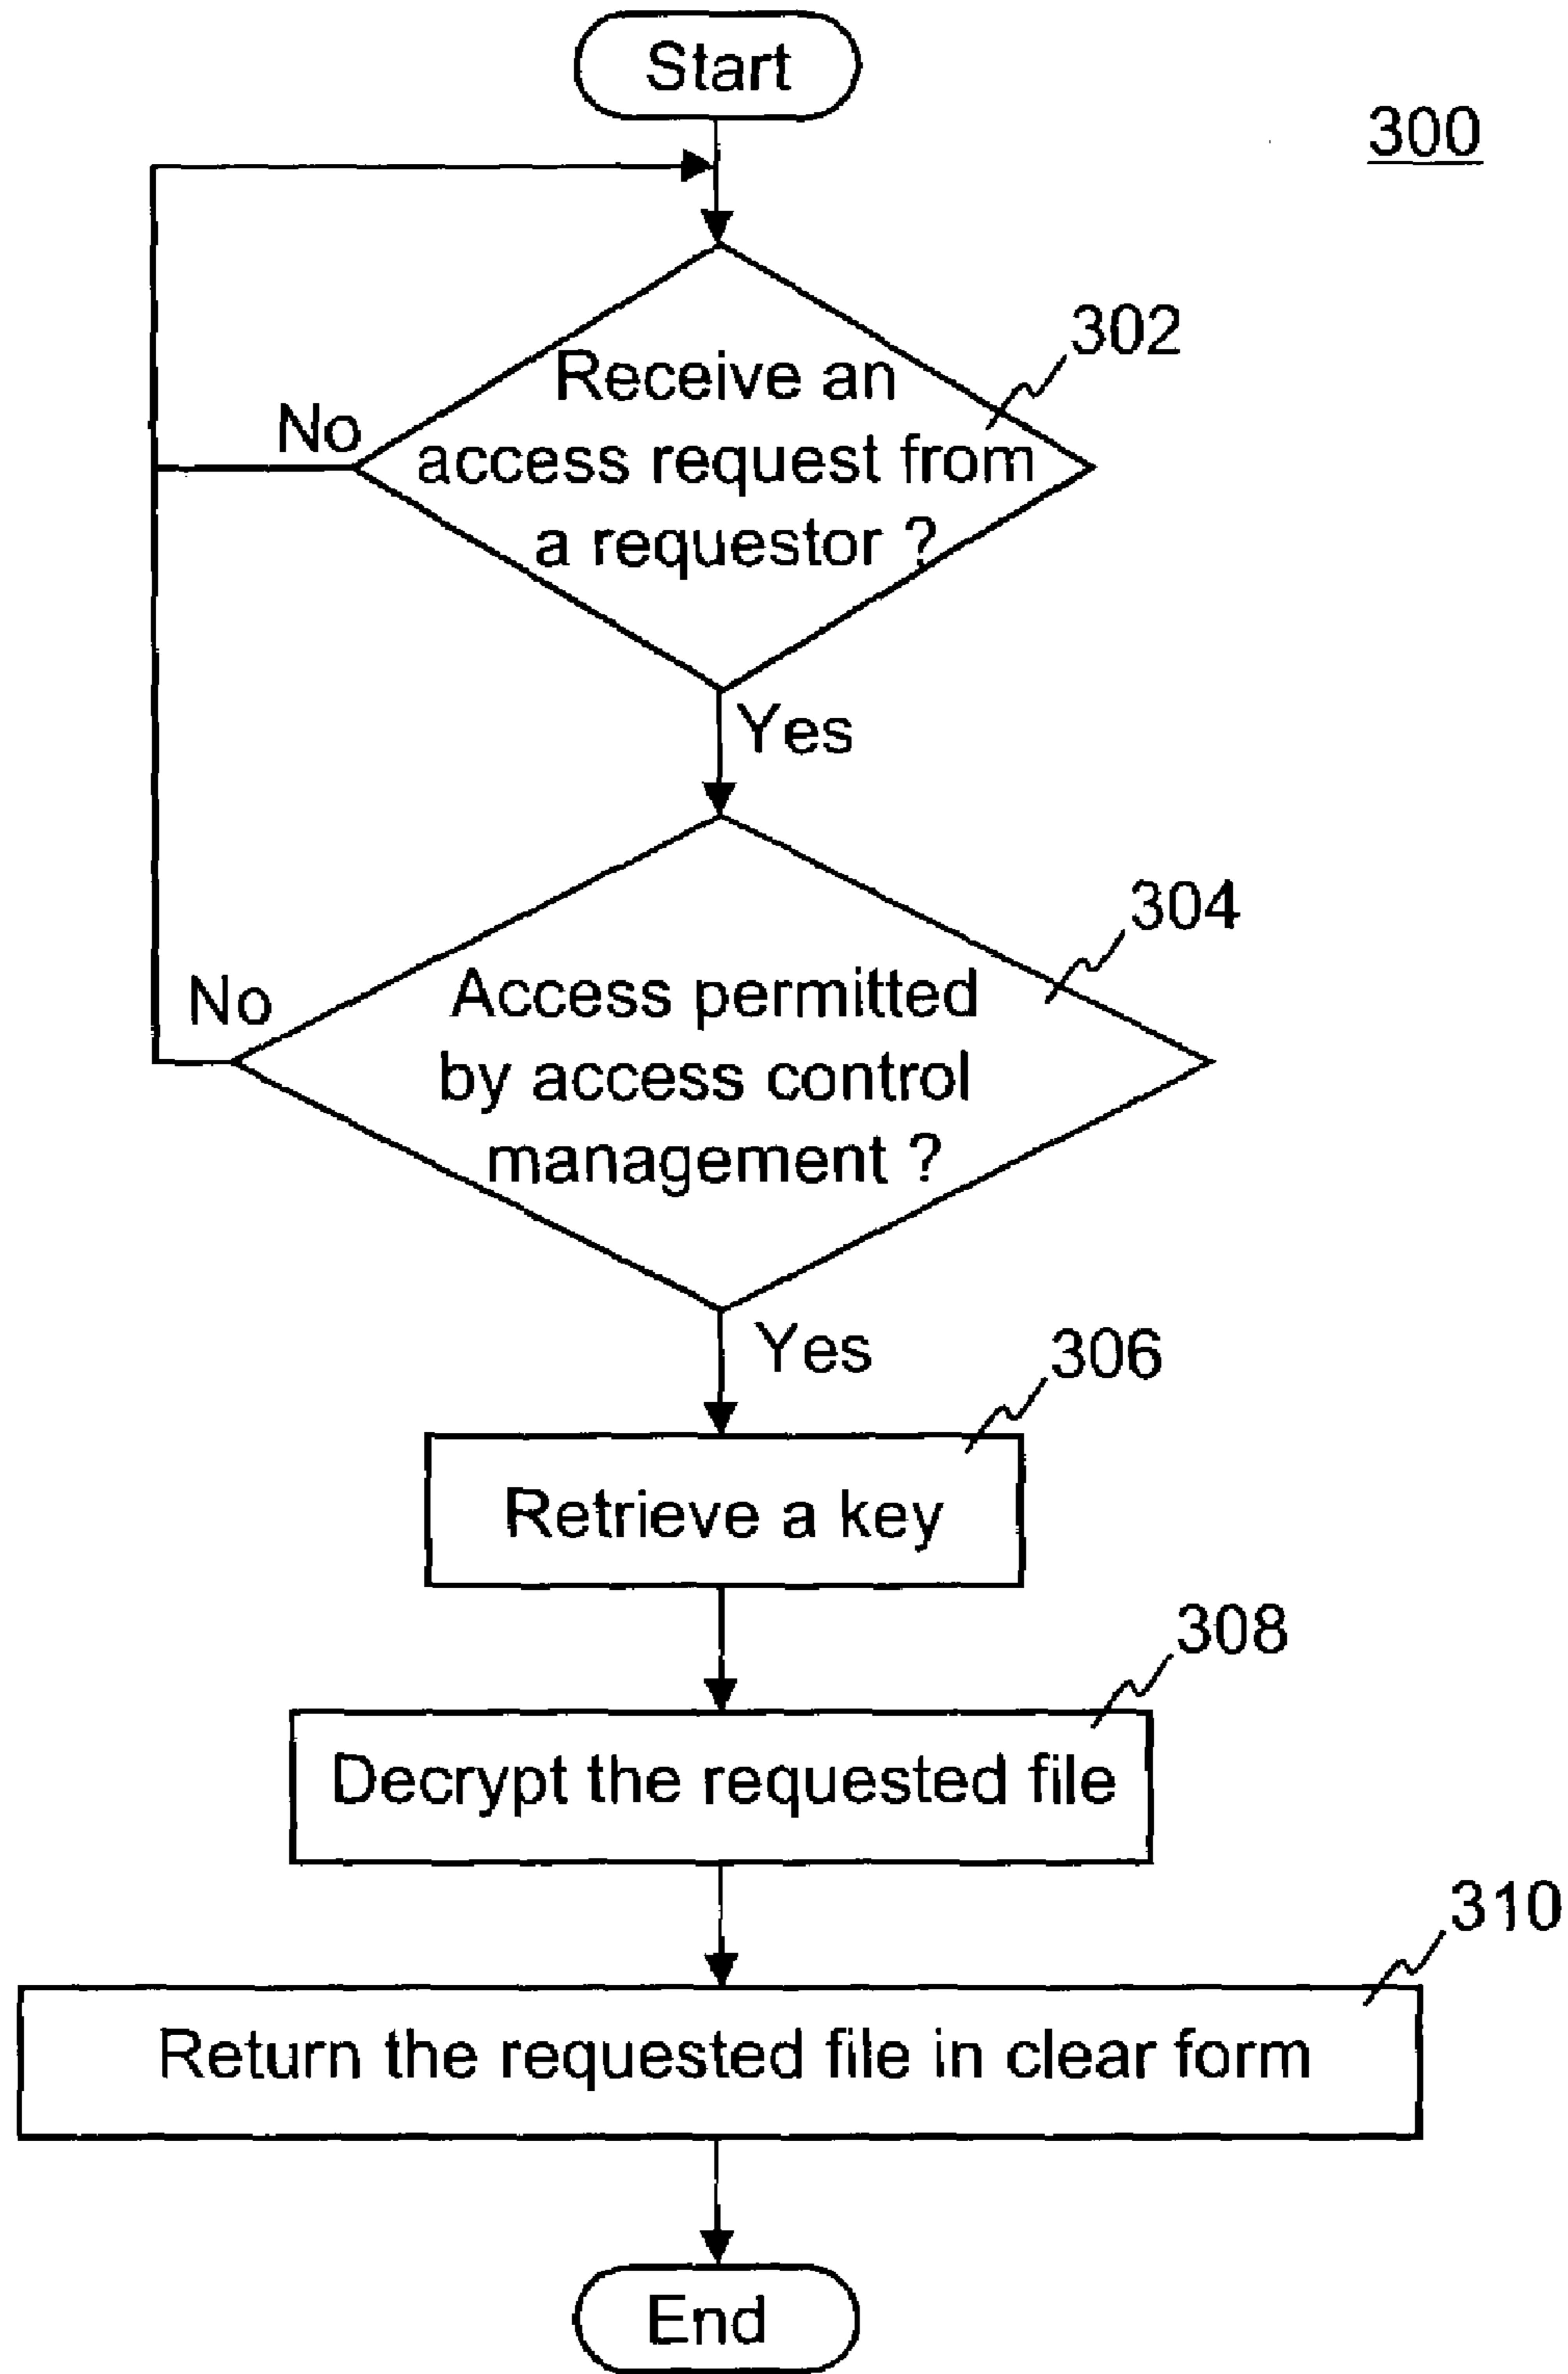 Start
300
302
Receive an
access request from
a requestor ?
No
Yes
304
Access permitted
by access control
management ?
No
Yes
306
Retrieve a key
308
Decrypt the requested file
310
Return the requested file in clear form
End